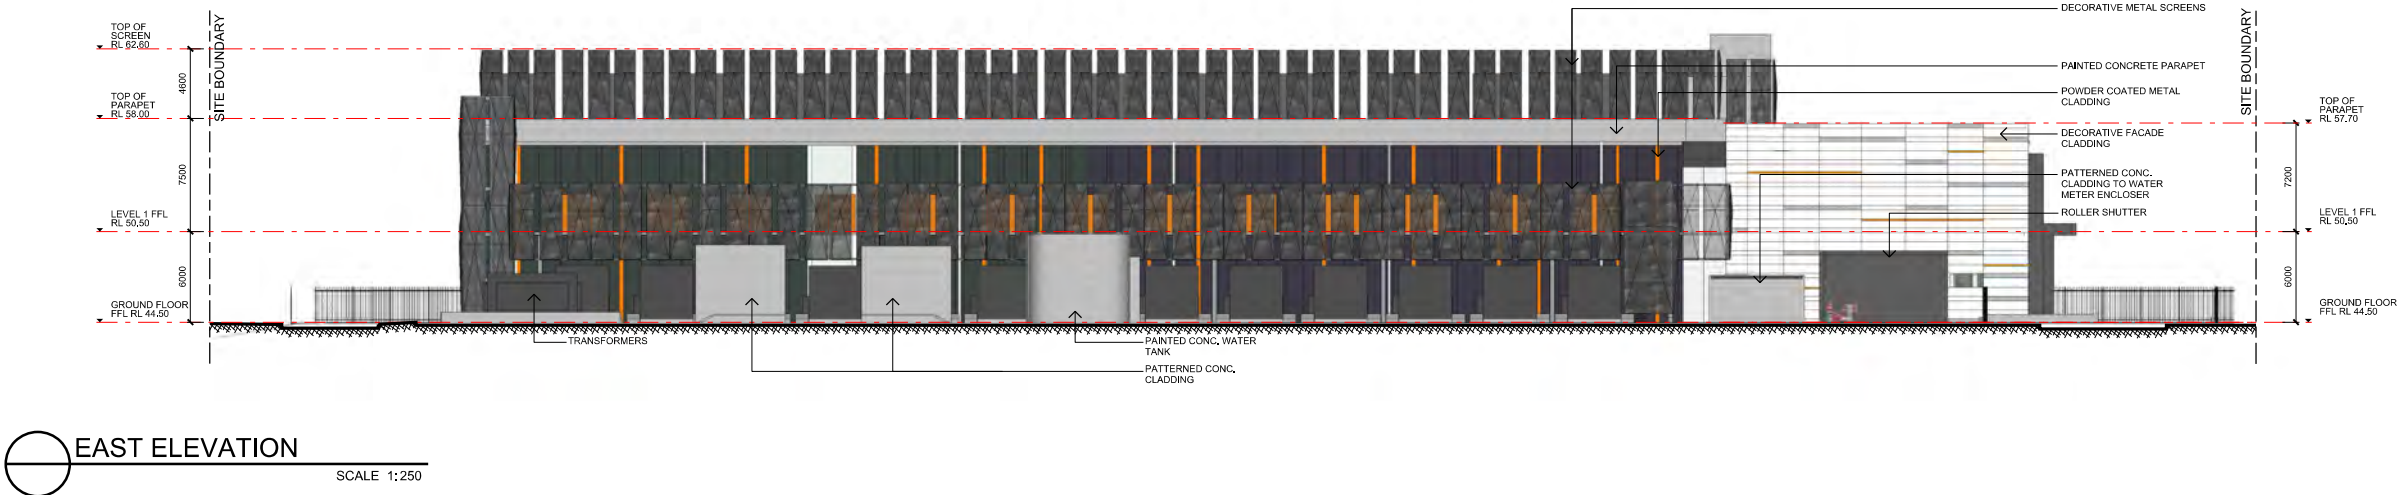 TOP OF
SCREEN
RL 62.60
4600
TOP OF
PARAPET
RL 58.00
7500
LEVEL 1 FFL
RL 50.50
6000
GROUND FLOOR
FFL RL 44.50
SITE BOUNDARY
TRANSFORMERS
PAINTED CONC. WATER
TANK
PATTERNED CONC.
CLADDING
DECORATIVE METAL SCREENS
PAINTED CONCRETE PARAPET
POWDER COATED METAL
CLADDING
DECORATIVE FACADE
CLADDING
PATTERNED CONC.
CLADDING TO WATER
METER ENCLOSER
ROLLER SHUTTER
SITE BOUNDARY
TOP OF
PARAPET
RL 57.70
7200
LEVEL 1 FFL
RL 50.50
6000
GROUND FLOOR
FFL RL 44.50
EAST ELEVATION
SCALE 1:250